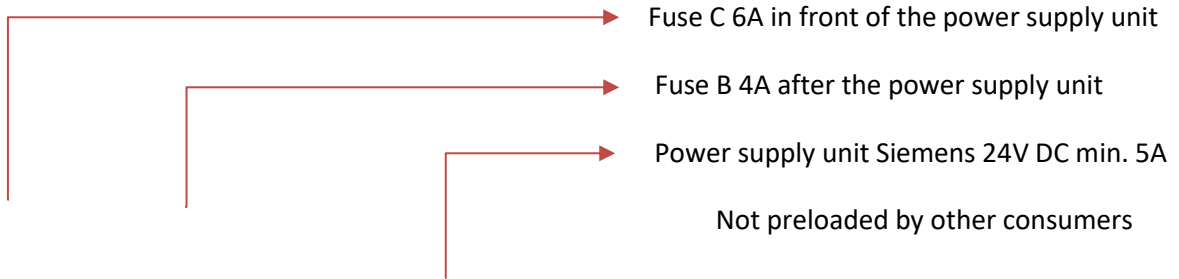 Fuse C 6A in front of the power supply unit
Fuse B 4A after the power supply unit
Power supply unit Siemens 24V DC min. 5A
Not preloaded by other consumers